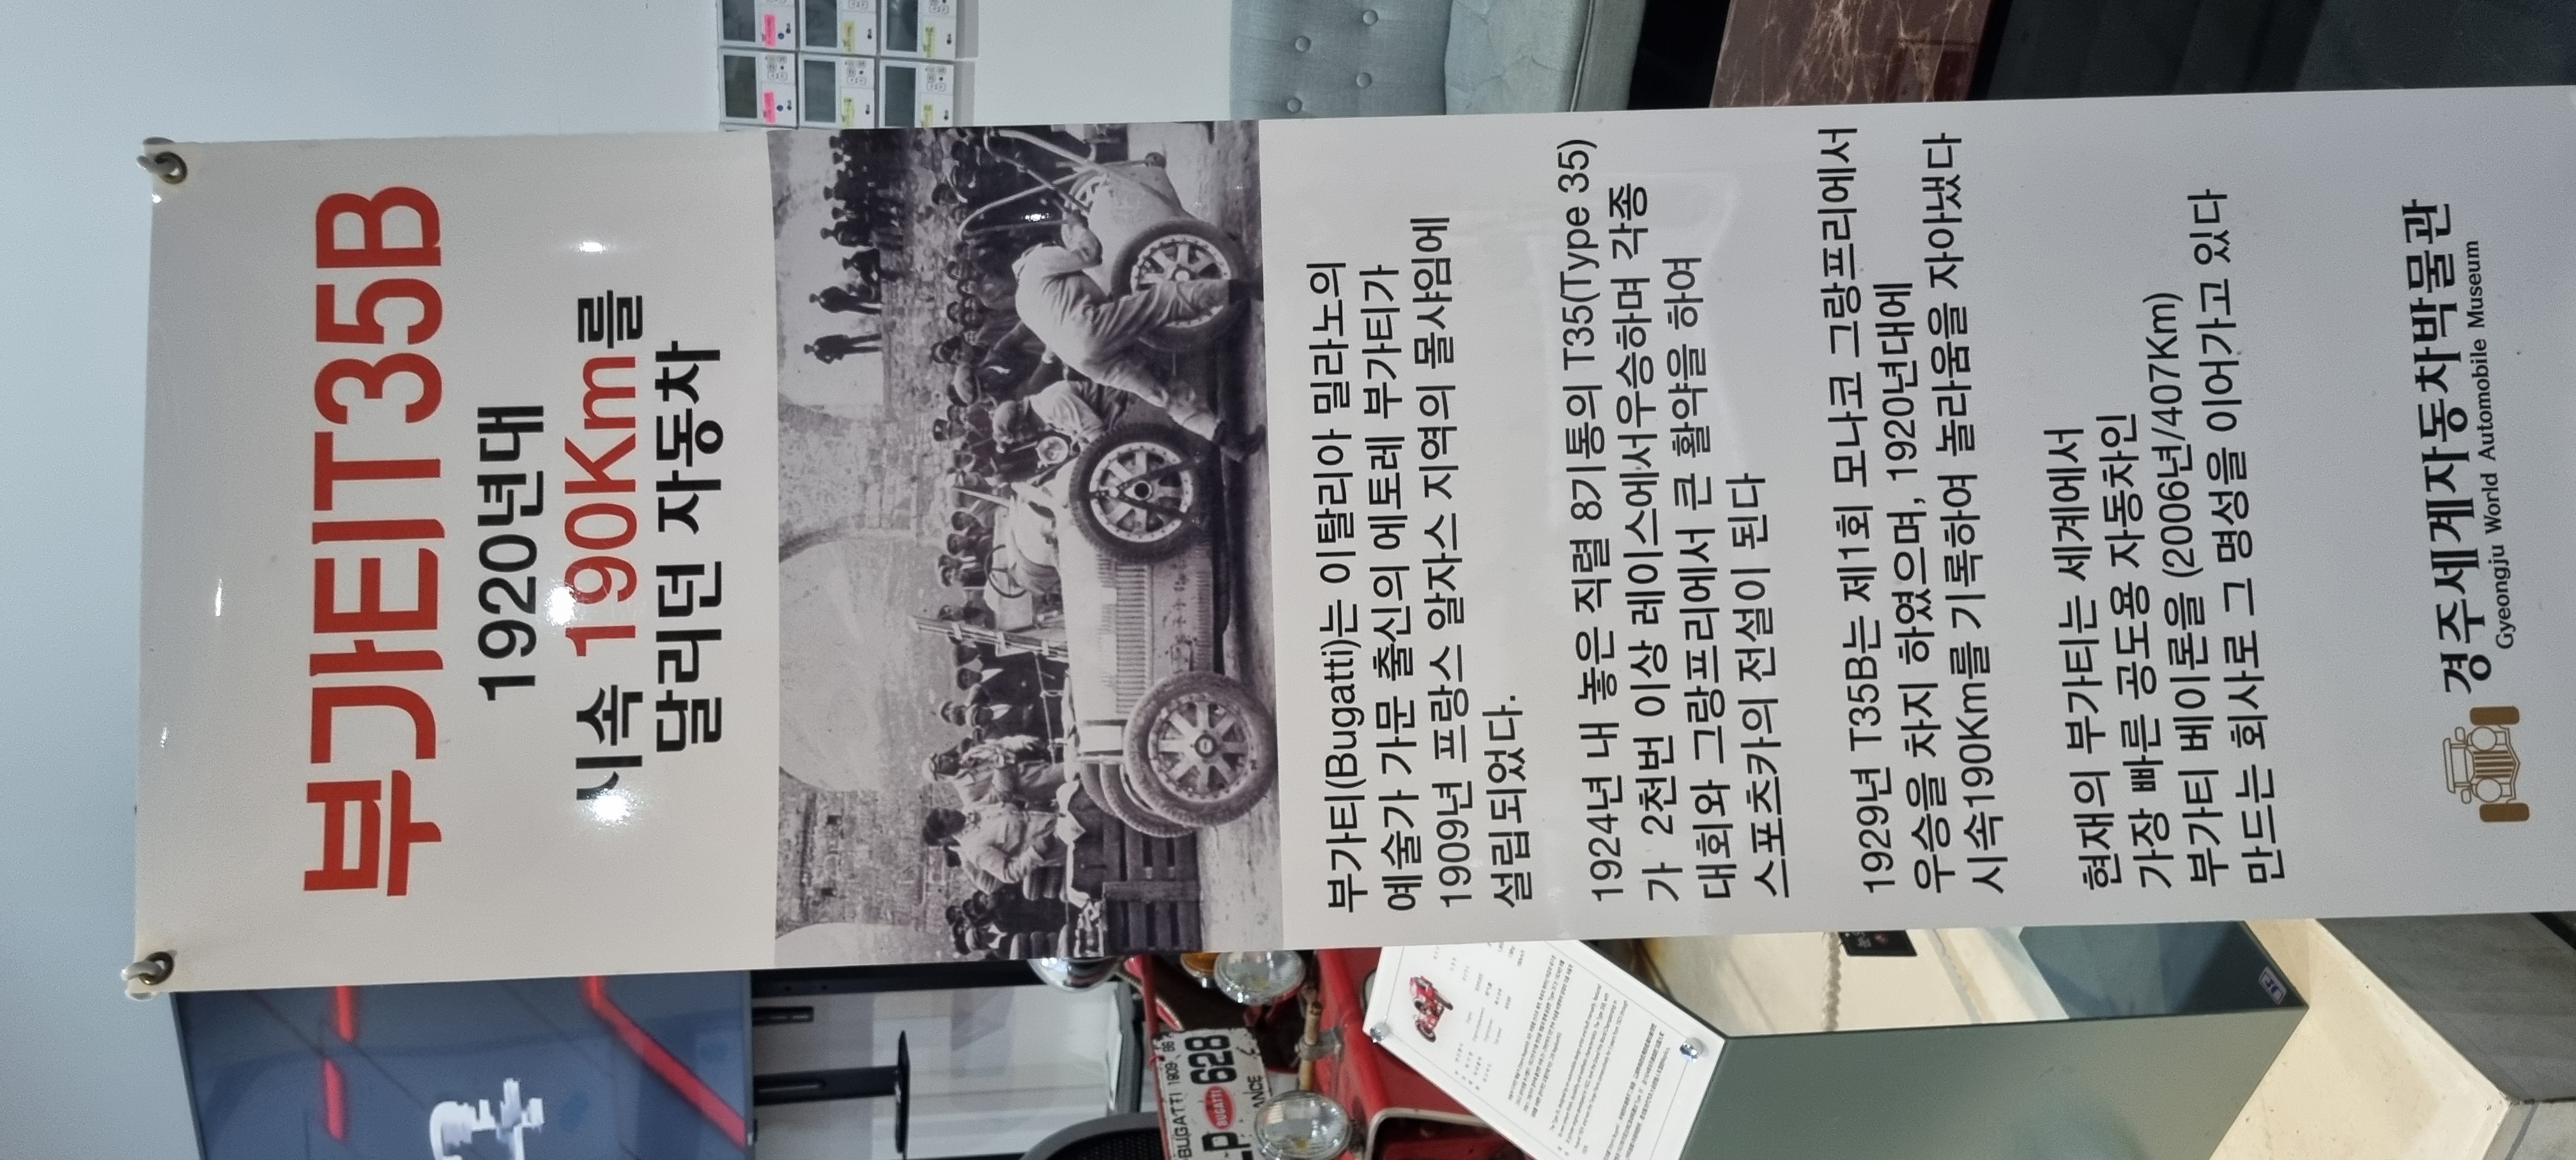 부가티T35B
1920년대
시속 190Km를
달리던 자동차
부가티(Bugatti)는 이탈리아 밀라노의
예술가 가문 출신의 에토레 부가티가
1909년 프랑스 알자스 지역의 몰샤임에
설립되었다.
1924년 내 놓은 직렬 8기통의 T35(Type 35)
가 2천번 이상 레이스에서우승하며 각종
대회와 그랑프리에서 큰 활약을 하여
스포츠카의 전설이 된다
1929년 T35B는 제1회 모나코 그랑프리에서
우승을 차지 하였으며, 1920년대에
시속190Km를 기록하여 놀라움을 자아냈다
현재의 부가티는 세계에서
가장 빠른 공도용 자동차인
부가티 베이론을 (2006년/407Km)
만드는 회사로 그 명성을 이어가고 있다
경주세계자동차박물관
Gyeongju World Automobile Museum
BUGATTI 1909
LP BUGATTI 628
ANCE